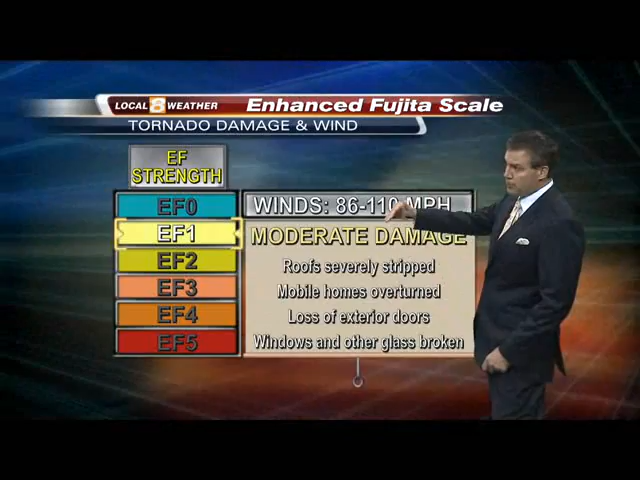 LOCAL 8 WEATHER Enhanced Fujita Scale
TORNADO DAMAGE & WIND
EF
STRENGTH
EF0
EF1
EF2
EF3
EF4
EF5
WINDS: 86-110 MPH
MODERATE DAMAGE
Roofs severely stripped
Mobile homes overturned
Loss of exterior doors
Windows and other glass broken